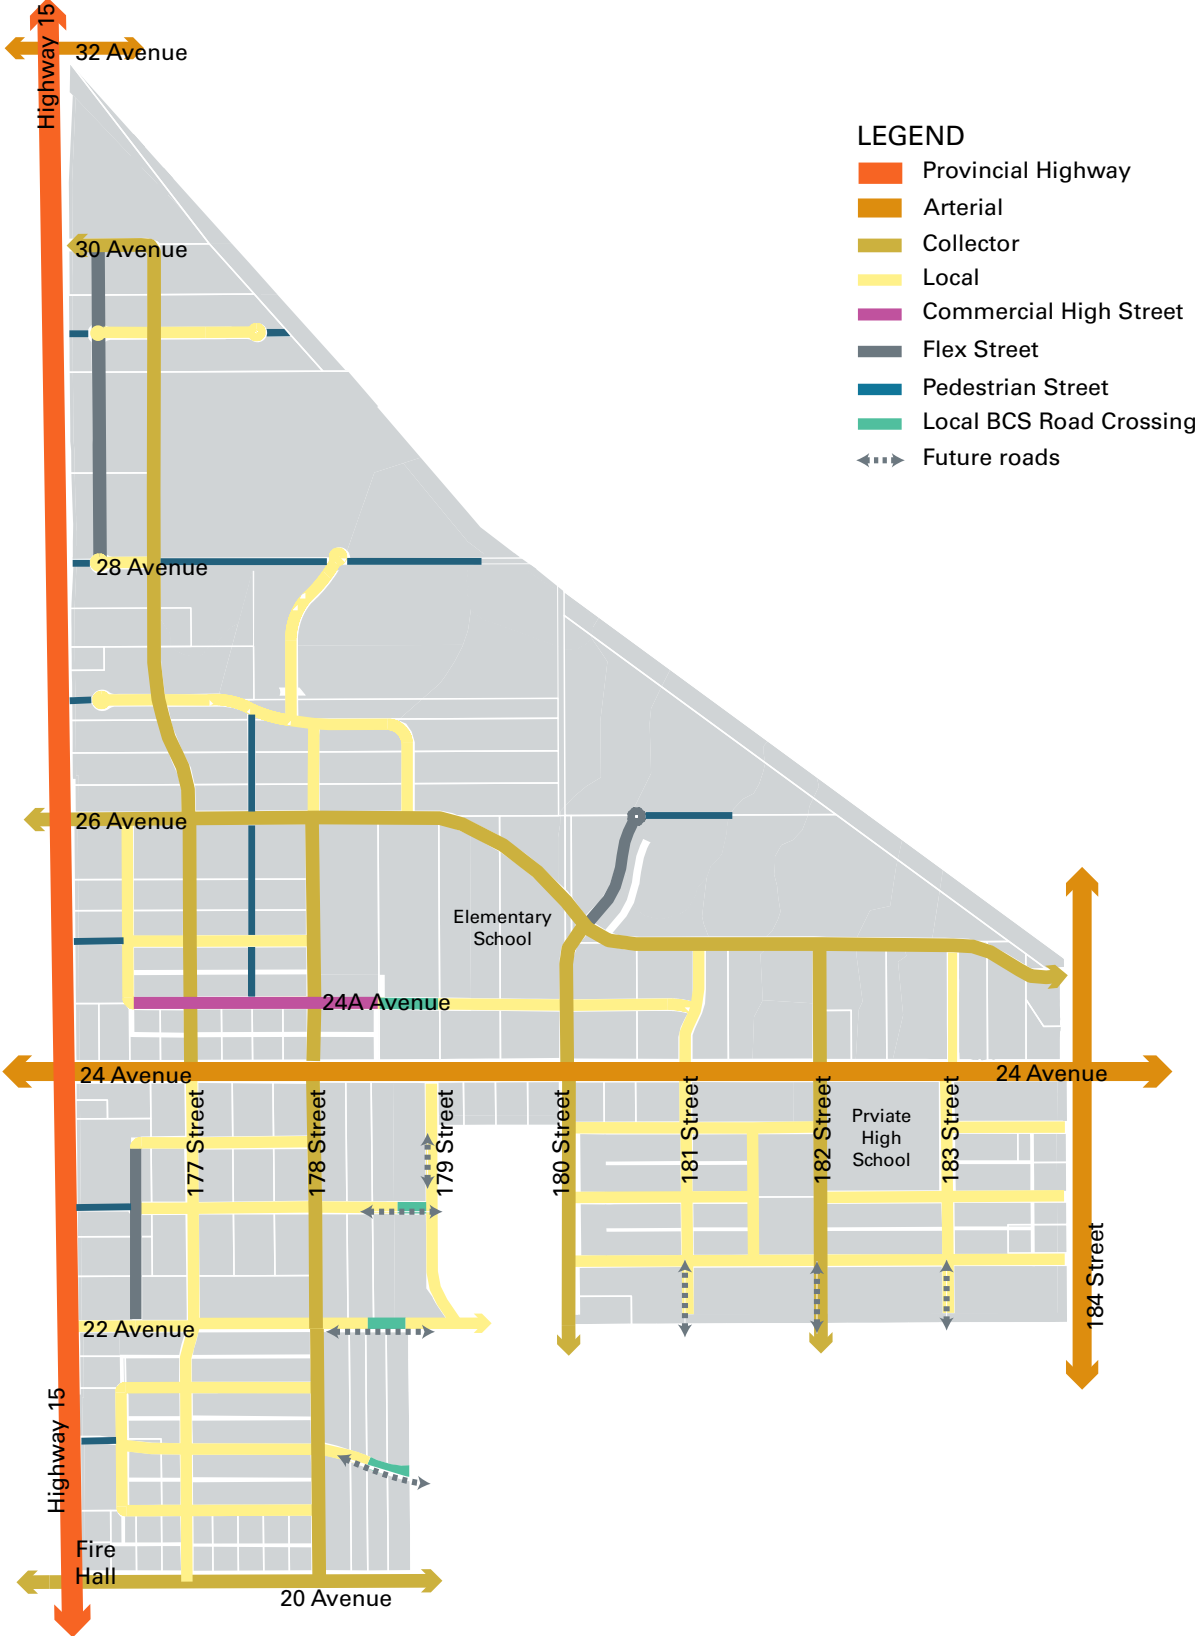 Highway 15
32 Avenue
LEGEND
Provincial Highway
Arterial
Collector
Local
Commercial High Street
Flex Street
Pedestrian Street
Local BCS Road Crossing
Future roads
30 Avenue
28 Avenue
26 Avenue
Elementary
School
24A Avenue
24 Avenue
24 Avenue
177 Street
178 Street
179 Street
180 Street
181 Street
182 Street
Prviate
High
School
183 Street
184 Street
22 Avenue
Highway 15
Fire
Hall
20 Avenue